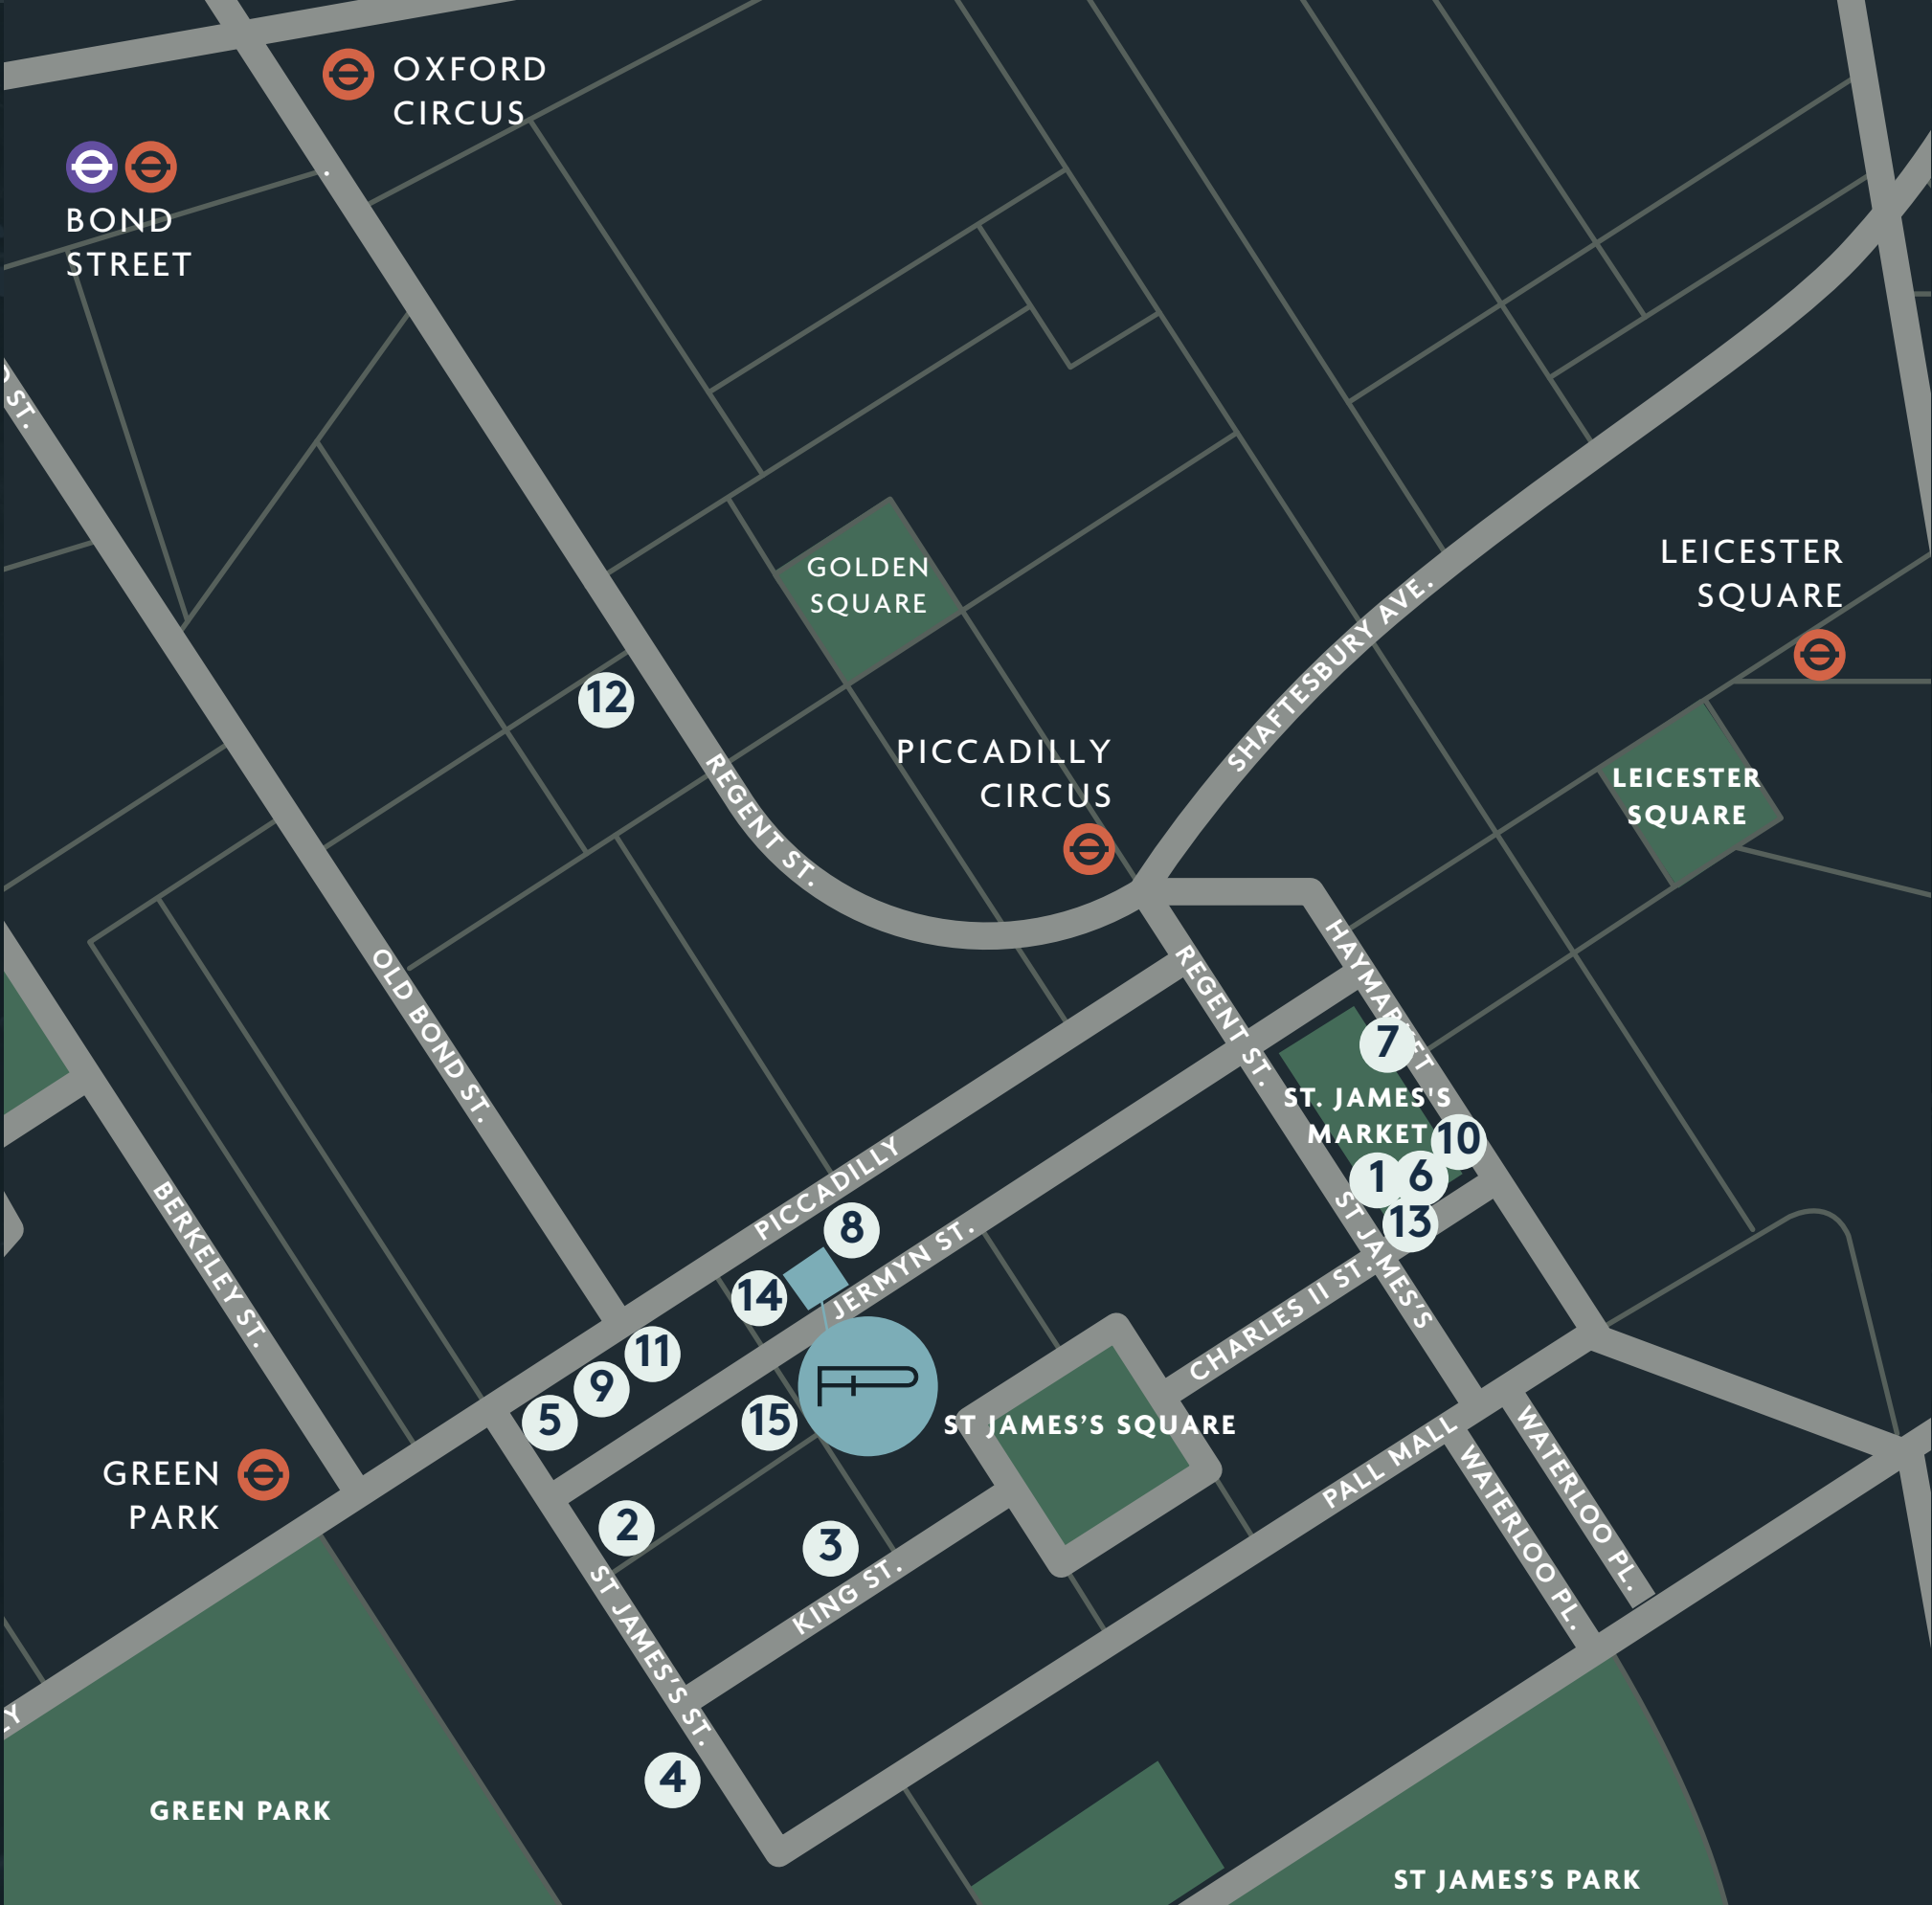 OXFORD
CIRCUS
BOND
STREET
ST.
GOLDEN
SQUARE
LEICESTER
SQUARE
SHAFTESBURY AVE.
12
PICCADILLY
CIRCUS
REGENT ST.
LEICESTER
SQUARE
HAYMARKET
OLD BOND ST.
REGENT ST.
7
ST. JAMES'S
MARKET
10
1
6
13
BERKELEY ST.
PICCADILLY
8
JERMYN ST.
14
ST JAMES'S
CHARLES II ST.
11
9
5
15
ST JAMES'S SQUARE
PALL MALL
WATERLOO PL.
WATERLOO PL.
GREEN
PARK
2
3
KING ST.
ST JAMES'S ST.
4
GREEN PARK
ST JAMES'S PARK